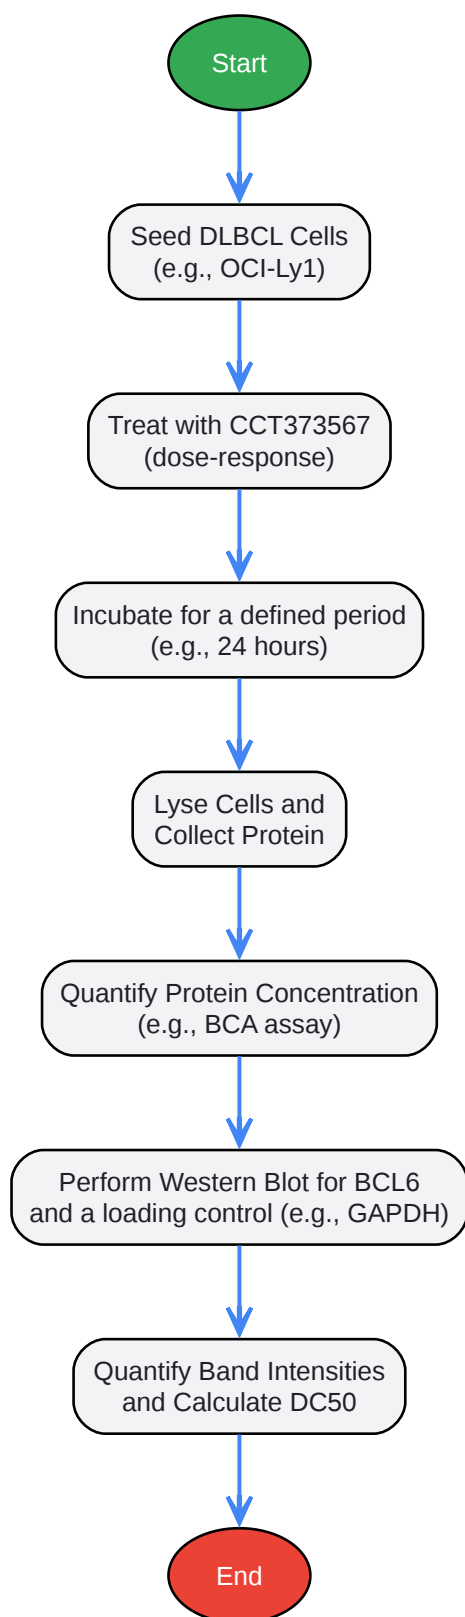 Start
Seed DLBCL Cells
(e.g., OCI-Ly1)
Treat with CCT373567
(dose-response)
Incubate for a defined period
(e.g., 24 hours)
Lyse Cells and
Collect Protein
Quantify Protein Concentration
(e.g., BCA assay)
Perform Western Blot for BCL6
and a loading control (e.g., GAPDH)
Quantify Band Intensities
and Calculate DC50
End